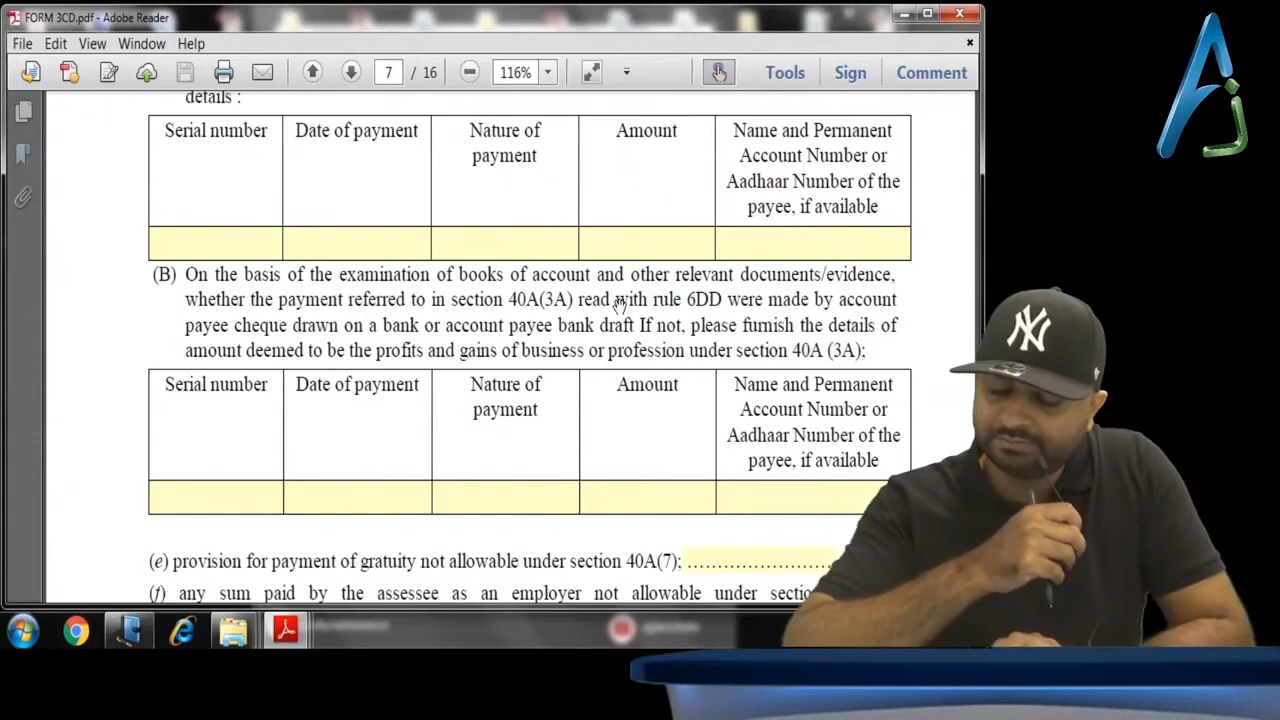 FORM 3CD.pdf - Adobe Reader
File Edit View Window Help
7 / 16 116% Tools Sign Comment
details :
Serial number Date of payment Nature of payment Amount Name and Permanent Account Number or Aadhaar Number of the payee, if available
(B) On the basis of the examination of books of account and other relevant documents/evidence,
whether the payment referred to in section 40A(3A) read with rule 6DD were made by account
payee cheque drawn on a bank or account payee bank draft If not, please furnish the details of
amount deemed to be the profits and gains of business or profession under section 40A (3A);
Serial number Date of payment Nature of payment Amount Name and Permanent Account Number or Aadhaar Number of the payee, if available
(e) provision for payment of gratuity not allowable under section 40A(7); ........................
(f) any sum paid by the assessee as an employer not allowable under
NY